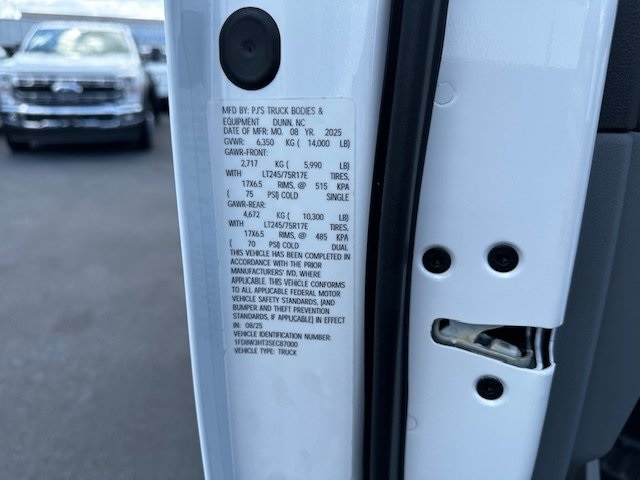 MFD BY: PJ'S TRUCK BODIES &
EQUIPMENT DUNN, NC
DATE OF MFR: MO. 08 YR. 2025
GVWR: 6,350 KG ( 14,000 LB)
GAWR-FRONT:
2,717 KG ( 5,990 LB)
WITH LT245/75R17E TIRES,
17X6.5 RIMS, @ 515 KPA
( 75 PSI) COLD SINGLE
GAWR-REAR:
4,672 KG ( 10,300 LB)
WITH LT245/75R17E TIRES,
17X6.5 RIMS, @ 485 KPA
( 70 PSI) COLD DUAL
THIS VEHICLE HAS BEEN COMPLETED IN
ACCORDANCE WITH THE PRIOR
MANUFACTURERS' IVD, WHERE
APPLICABLE. THIS VEHICLE CONFORMS
TO ALL APPLICABLE FEDERAL MOTOR
VEHICLE SAFETY STANDARDS, [AND
BUMPER AND THEFT PREVENTION
STANDARDS, IF APPLICABLE] IN EFFECT
IN: 08/25
VEHICLE IDENTIFICATION NUMBER:
1FD8W3HT3SEC87000
VEHICLE TYPE: TRUCK